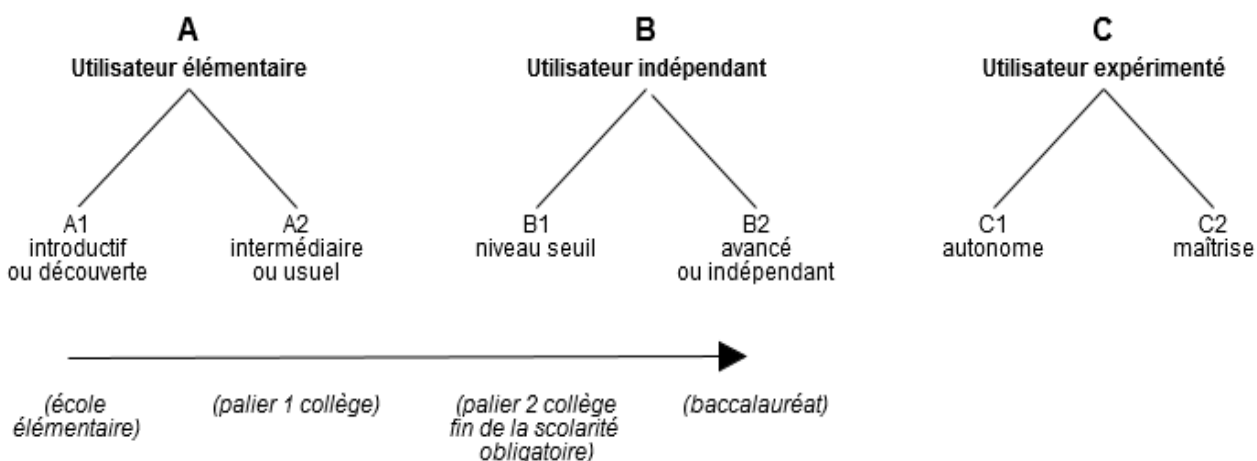 A
Utilisateur élémentaire
A1
introductif
ou découverte
A2
intermédiaire
ou usuel
B
Utilisateur indépendant
B1
niveau seuil
B2
avancé
ou indépendant
C
Utilisateur expérimenté
C1
autonome
C2
maîtrise
(école
élémentaire)
(palier 1 collège)
(palier 2 collège
fin de la scolarité
obligatoire)
(baccalauréat)